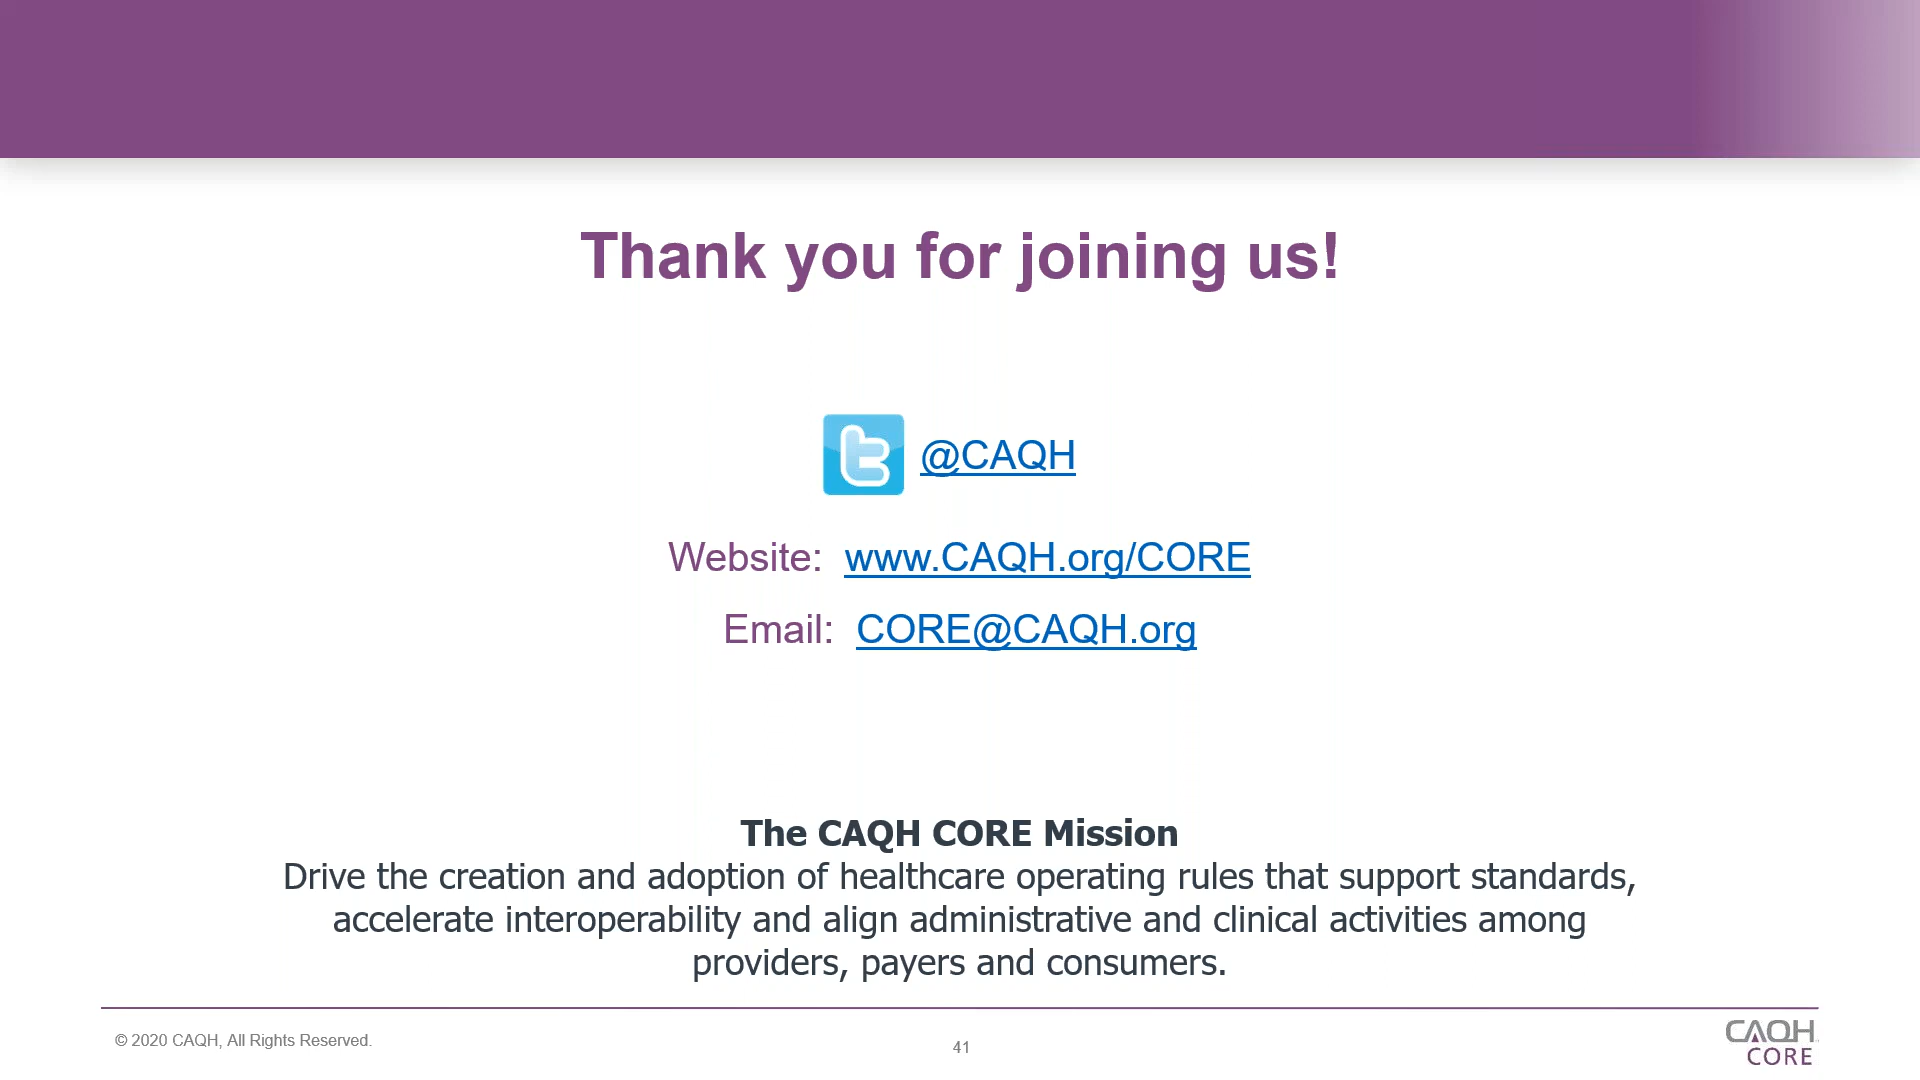 Thank you for joining us!
@CAQH
Website: www.CAQH.org/CORE
Email: CORE@CAQH.org
The CAQH CORE Mission
Drive the creation and adoption of healthcare operating rules that support standards,
accelerate interoperability and align administrative and clinical activities among
providers, payers and consumers.
© 2020 CAQH, All Rights Reserved.
41
CAQH
CORE